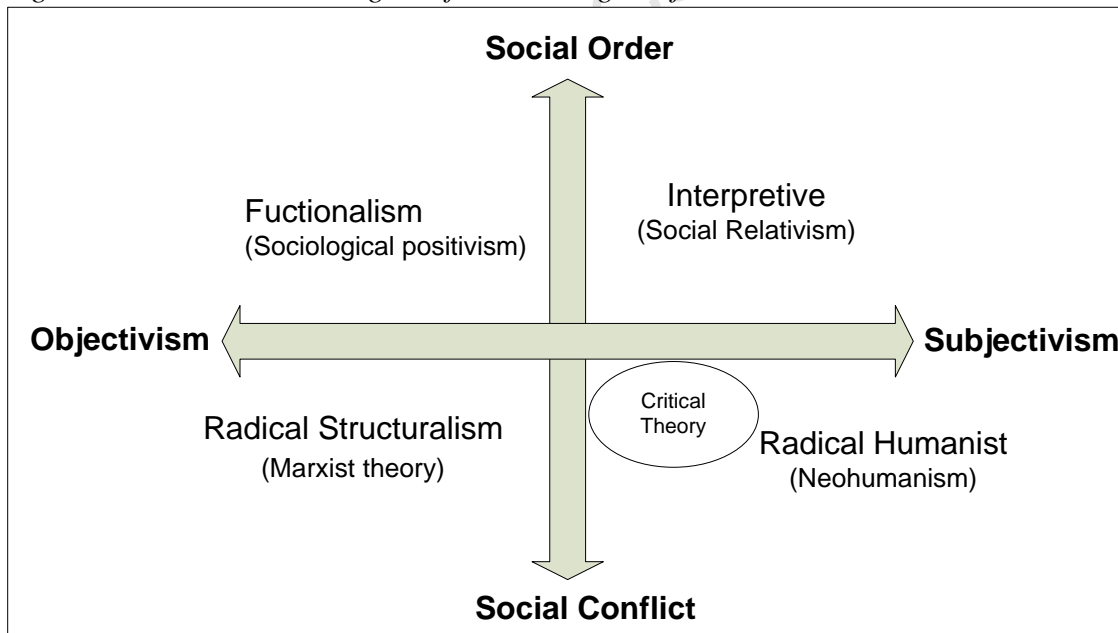 Social Order
Fuctionalism
(Sociological positivism)
Interpretive
(Social Relativism)
Objectivism
Subjectivism
Critical
Theory
Radical Structuralism
(Marxist theory)
Radical Humanist
(Neohumanism)
Social Conflict